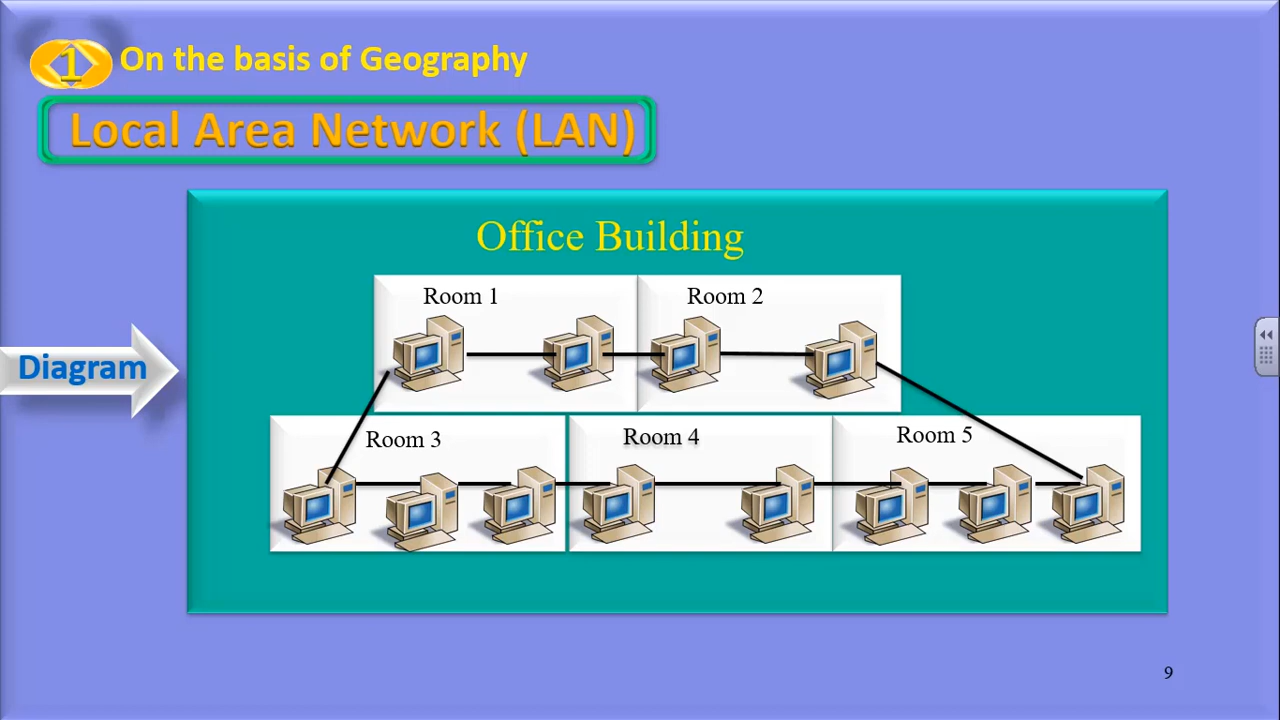 1 On the basis of Geography
Local Area Network (LAN)
Office Building
Room 1 Room 2
Diagram
Room 3 Room 4 Room 5
9